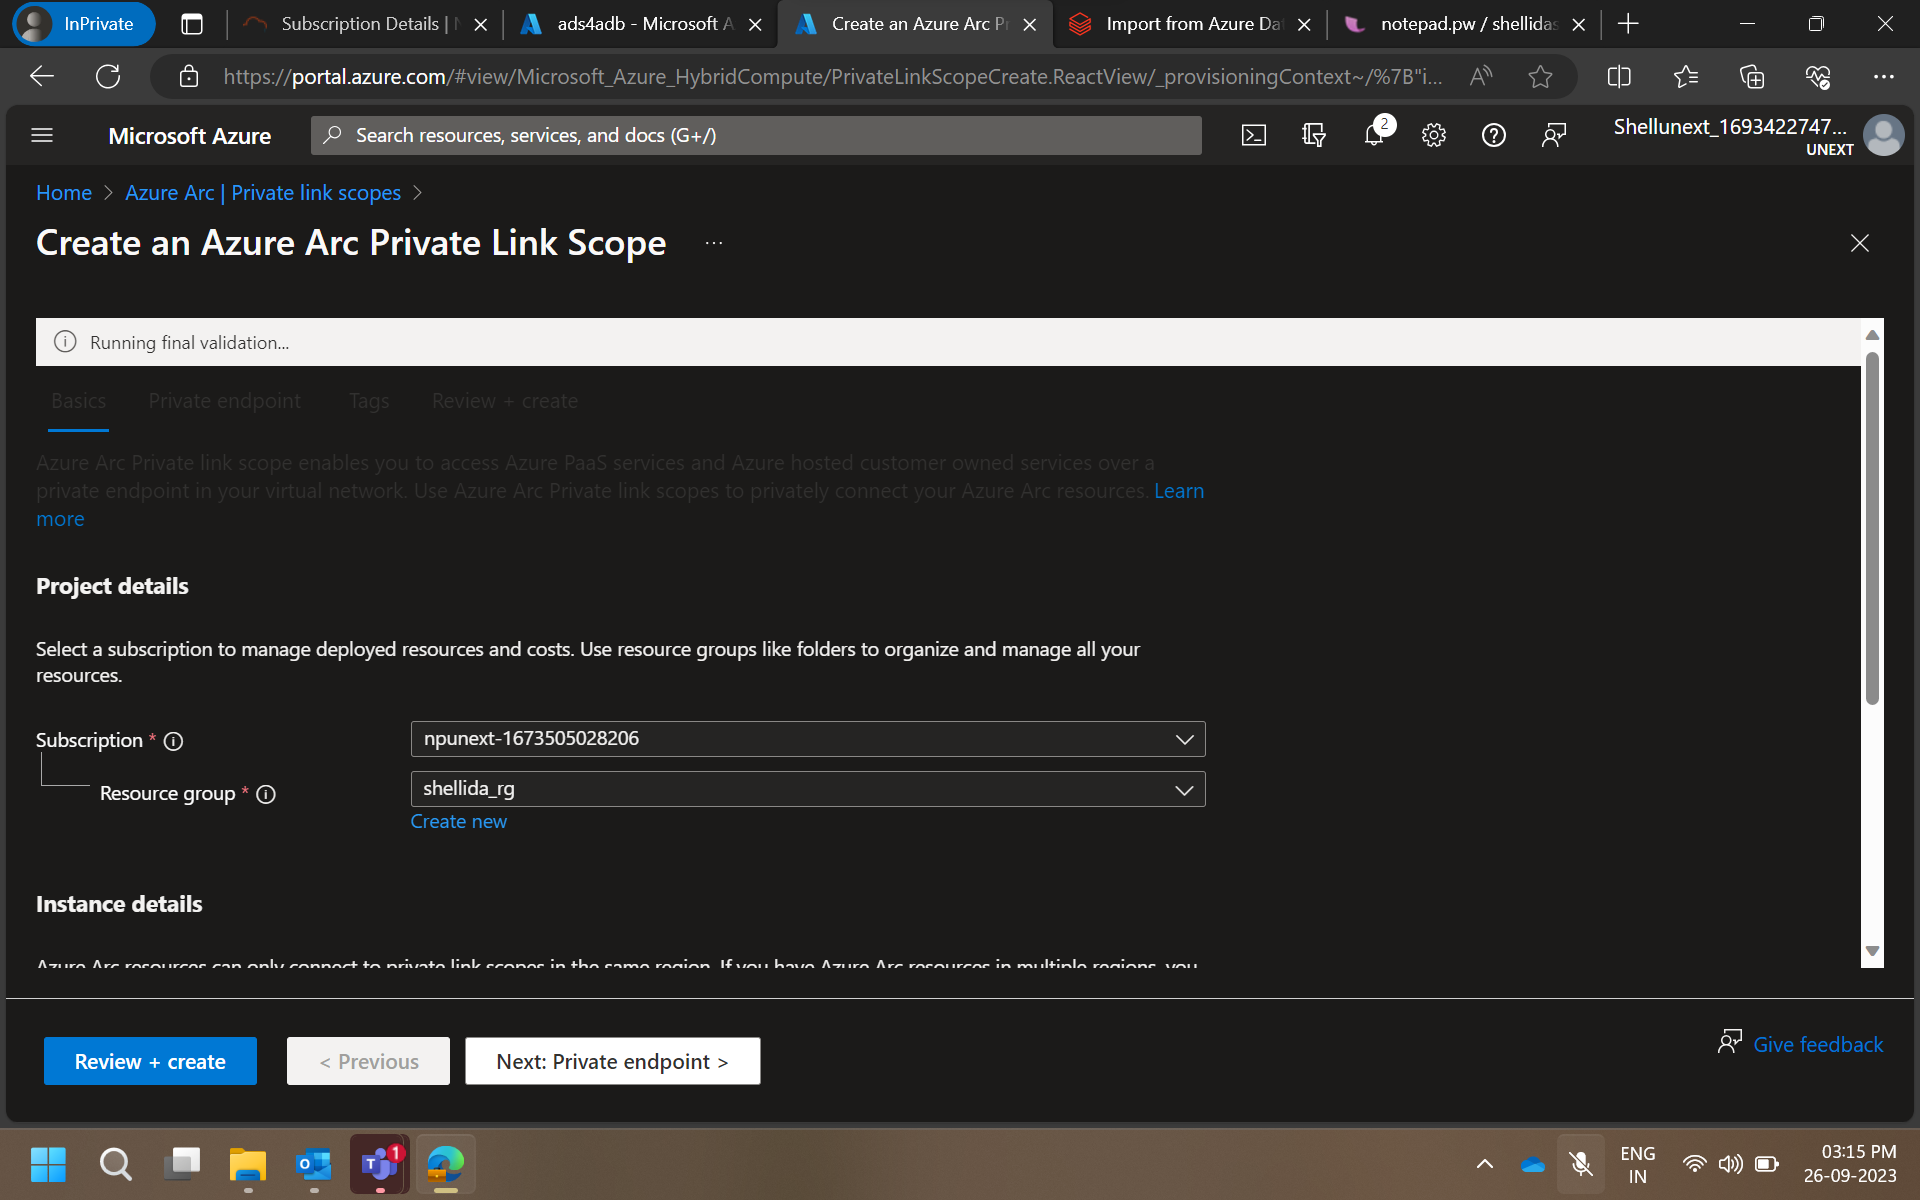 InPrivate
Subscription Details | N
ads4adb - Microsoft A
Create an Azure Arc Pr
Import from Azure Da
notepad.pw / shellidas
https://portal.azure.com/#view/Microsoft_Azure_HybridCompute/PrivateLinkScopeCreate.ReactView/_provisioningContext~/%7B"i...
Microsoft Azure
Search resources, services, and docs (G+/)
2
Shellunext_1693422747...
UNEXT
Home > Azure Arc | Private link scopes >
Create an Azure Arc Private Link Scope ...
Running final validation...
Basics Private endpoint Tags Review + create
Azure Arc Private link scope enables you to access Azure PaaS services and Azure hosted customer owned services over a
private endpoint in your virtual network. Use Azure Arc Private link scopes to privately connect your Azure Arc resources. Learn
more
Project details
Select a subscription to manage deployed resources and costs. Use resource groups like folders to organize and manage all your
resources.
Subscription *
npunext-1673505028206
Resource group *
shellida_rg
Create new
Instance details
Azure Arc resources can only connect to private link scopes in the same region. If you have Azure Arc resources in multiple regions, you
Review + create
< Previous
Next: Private endpoint >
Give feedback
1
ENG
IN
03:15 PM
26-09-2023